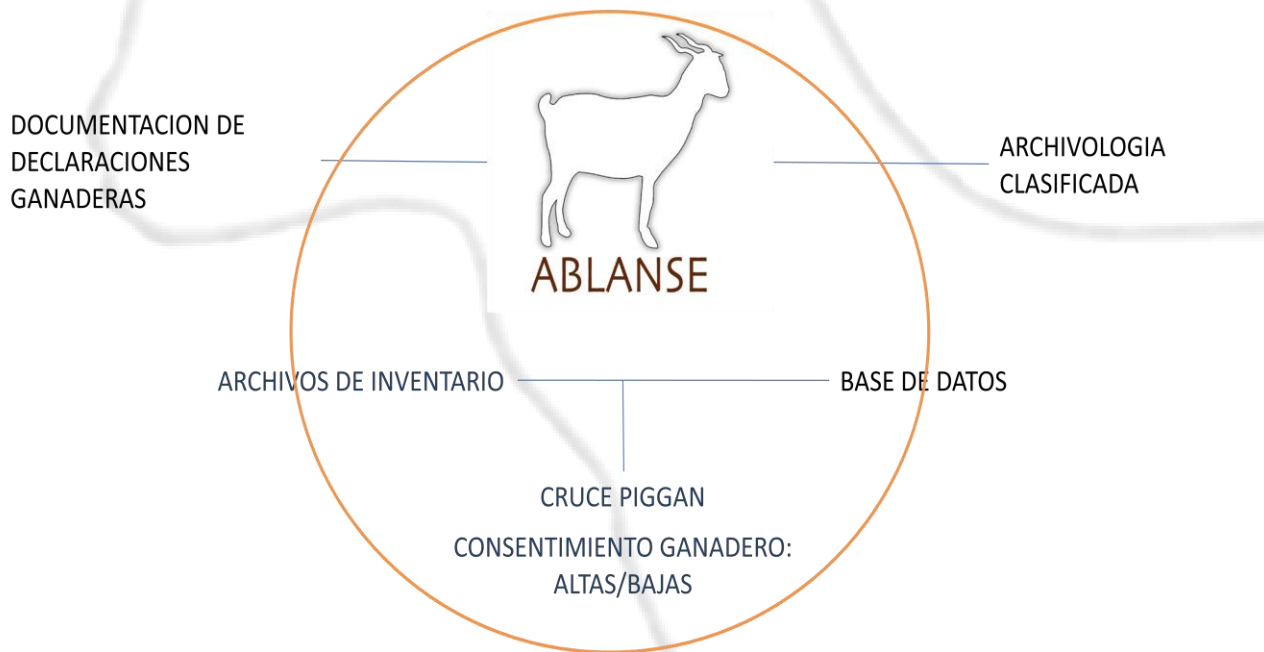 DOCUMENTACION DE
DECLARACIONES
GANADERAS
ARCHIVOLOGIA
CLASIFICADA
ABLANSE
ARCHIVOS DE INVENTARIO
BASE DE DATOS
CRUCE PIGGAN
CONSENTIMIENTO GANADERO:
ALTAS/BAJAS